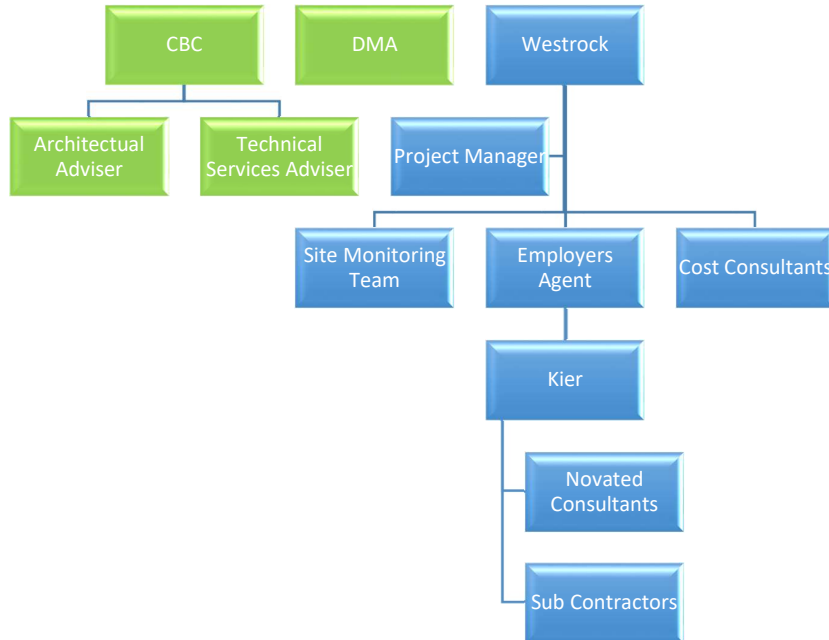 CBC
DMA
Westrock
Architectual
Adviser
Technical
Services Adviser
Project Manager
Site Monitoring
Team
Employers
Agent
Cost Consultants
Kier
Novated
Consultants
Sub Contractors